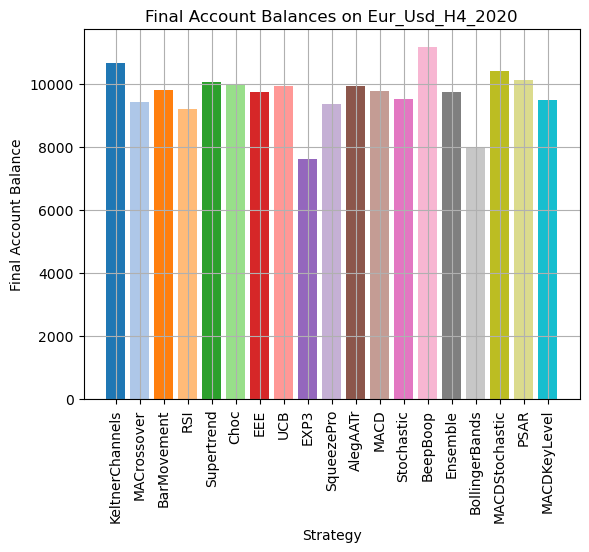 Final Account Balances on Eur_Usd_H4_2020
Final Account Balance
10000
8000
6000
4000
2000
0
KeltnerChannels
MACrossover
BarMovement
RSI
Supertrend
Choc
EEE
UCB
EXP3
SqueezePro
AlegAATr
MACD
Stochastic
BeepBoop
Ensemble
BollingerBands
MACDStochastic
PSAR
MACDKeyLevel
Strategy